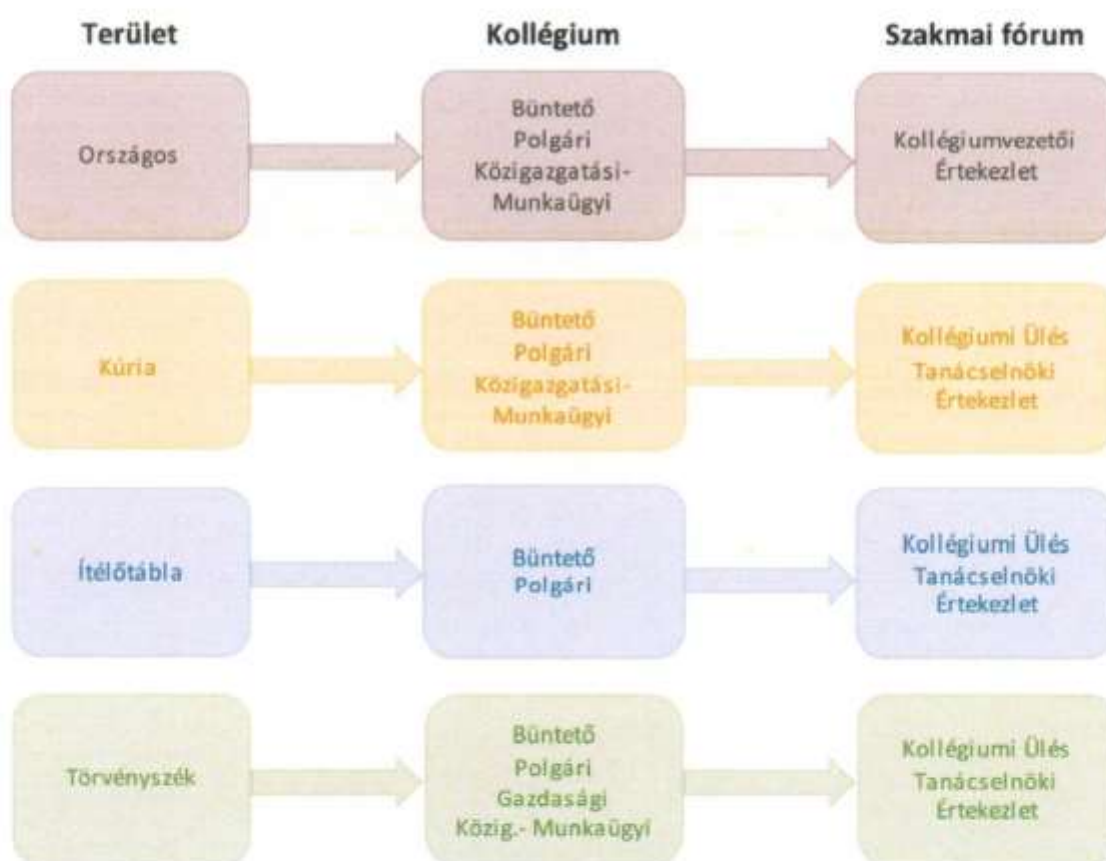 Terület
Kollégium
Szakmai fórum
Országos
Büntető
Polgári
Közigazgatási-
Munkaügyi
Kollégiumvezetői
Értekezlet
Kúria
Büntető
Polgári
Közigazgatási-
Munkaügyi
Kollégiumi Ülés
Tanácselnöki
Értekezlet
Ítélőtábla
Büntető
Polgári
Kollégiumi Ülés
Tanácselnöki
Értekezlet
Törvényszék
Büntető
Polgári
Gazdasági
Közig.- Munkaügyi
Kollégiumi Ülés
Tanácselnöki
Értekezlet